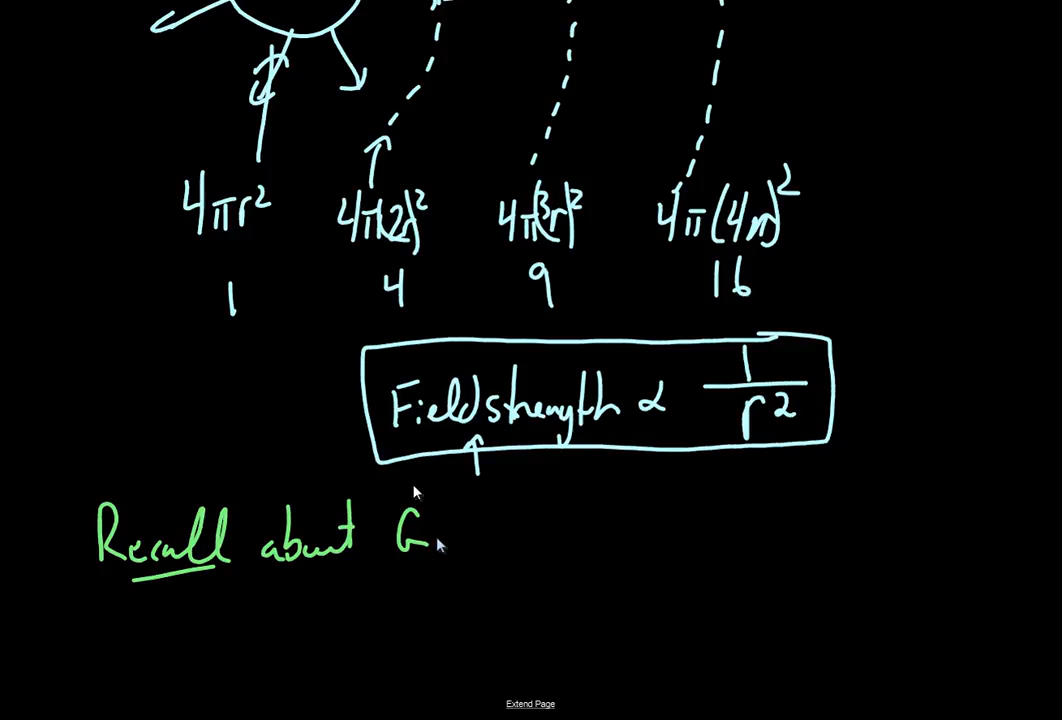 4πr² 4π(2r)² 4π(3r)² 4π(4r)²
1 4 9 16
Field strength ∝ 1/r²
Recall about G
Extend Page